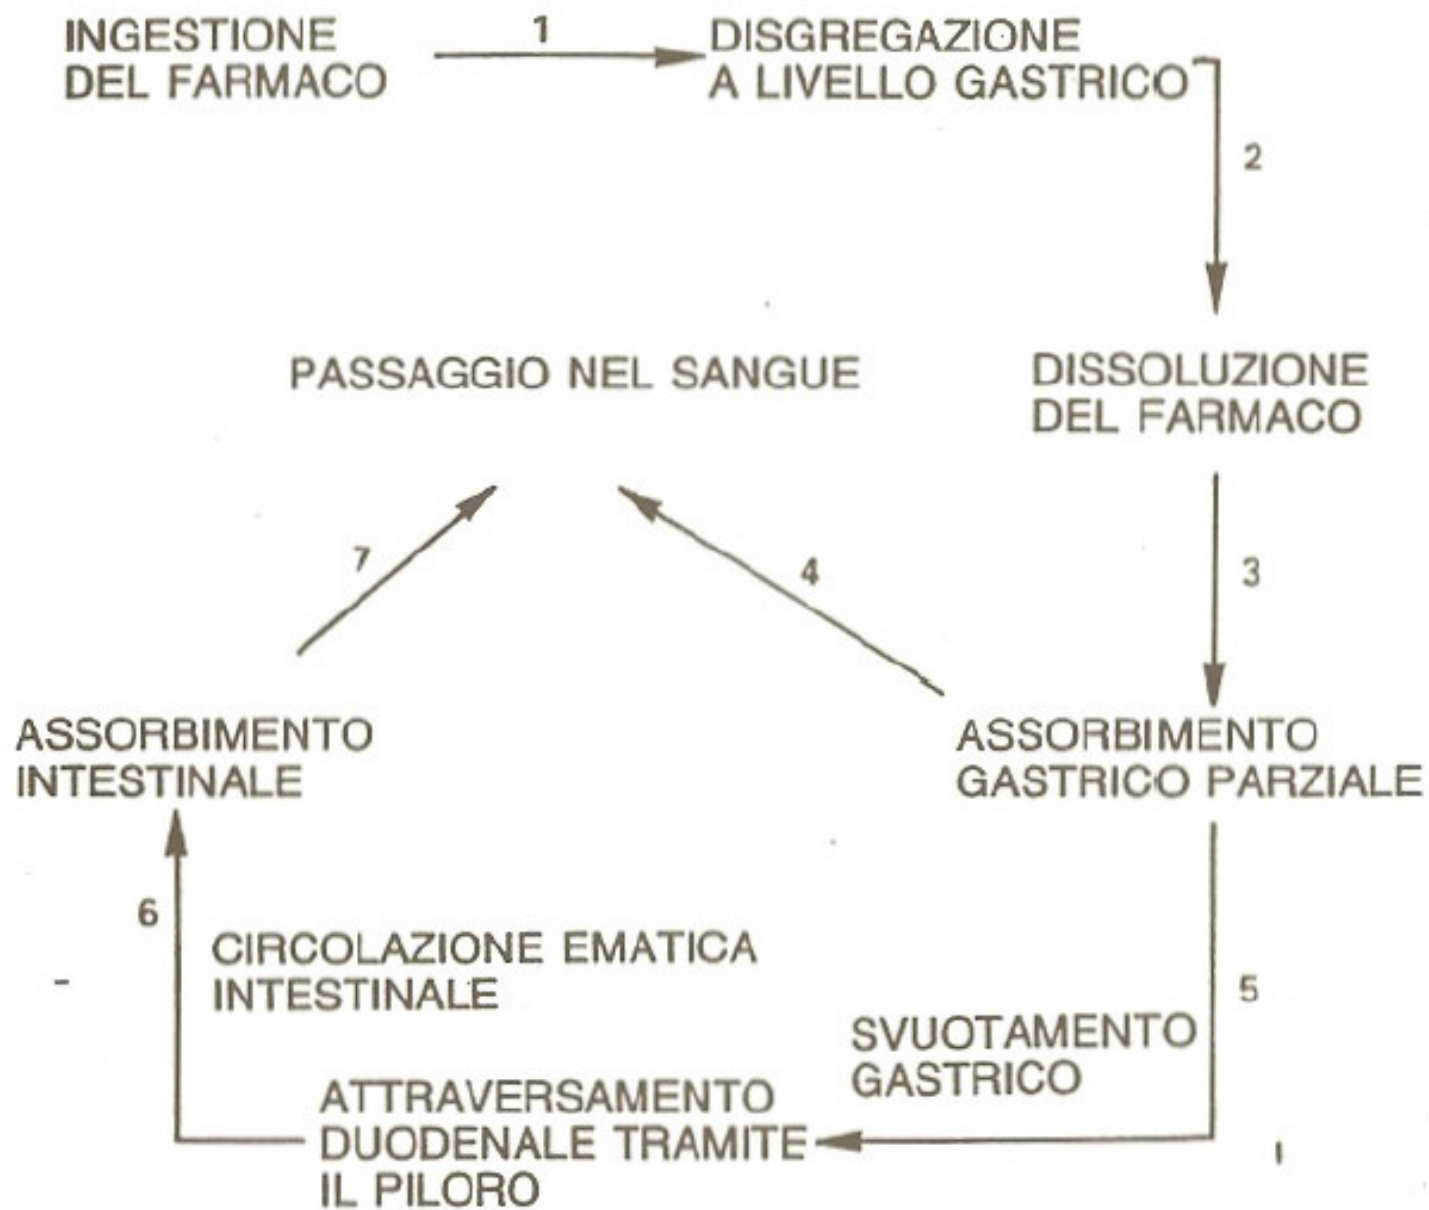 INGESTIONE
DEL FARMACO
1
DISGREGAZIONE
A LIVELLO GASTRICO
2
PASSAGGIO NEL SANGUE
DISSOLUZIONE
DEL FARMACO
7
4
3
ASSORBIMENTO
INTESTINALE
ASSORBIMENTO
GASTRICO PARZIALE
6
CIRCOLAZIONE EMATICA
INTESTINALE
5
SVUOTAMENTO
GASTRICO
ATTRAVERSAMENTO
DUODENALE TRAMITE
IL PILORO